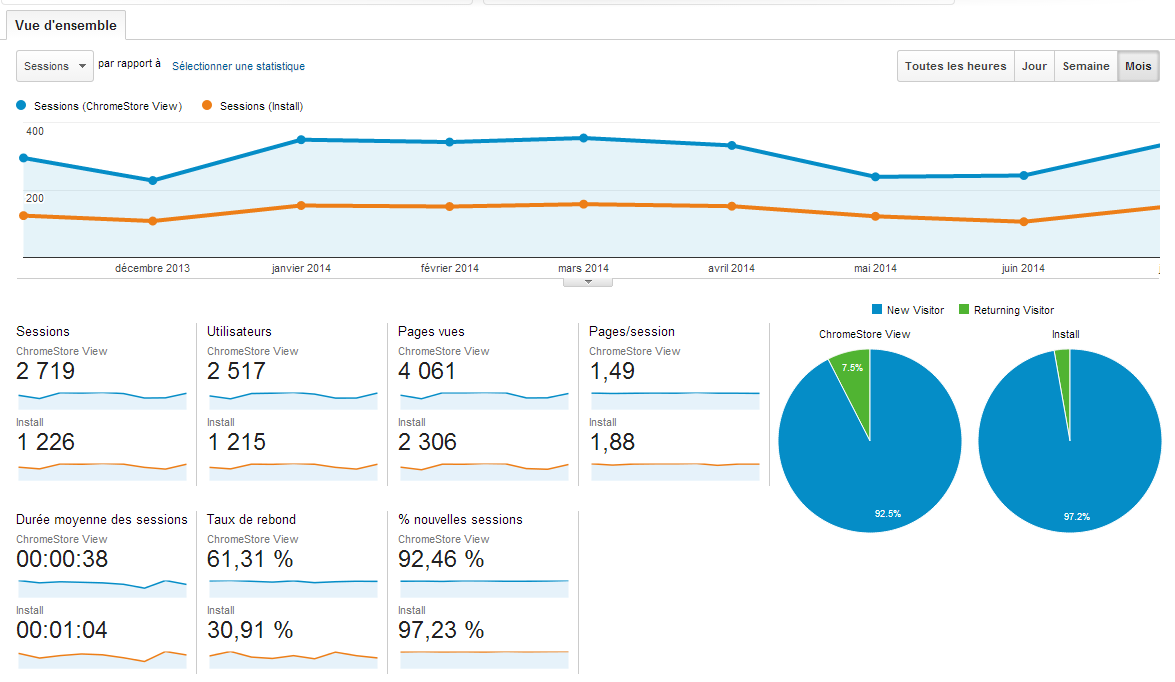 Vue d'ensemble
Sessions par rapport à Sélectionner une statistique
Toutes les heures Jour Semaine Mois
Sessions (ChromeStore View) Sessions (Install)
400
200
décembre 2013 janvier 2014 février 2014 mars 2014 avril 2014 mai 2014 juin 2014
New Visitor Returning Visitor
Sessions
ChromeStore View
2 719
Install
1 226
Utilisateurs
ChromeStore View
2 517
Install
1 215
Pages vues
ChromeStore View
4 061
Install
2 306
Pages/session
ChromeStore View
1,49
Install
1,88
ChromeStore View
7.5%
92.5%
Install
97.2%
Durée moyenne des sessions
ChromeStore View
00:00:38
Install
00:01:04
Taux de rebond
ChromeStore View
61,31 %
Install
30,91 %
% nouvelles sessions
ChromeStore View
92,46 %
Install
97,23 %